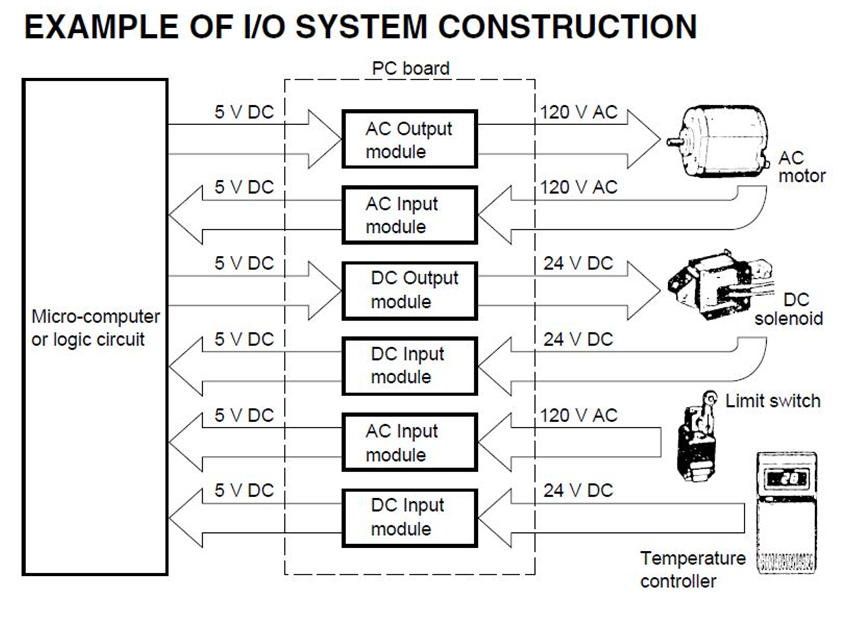 EXAMPLE OF I/O SYSTEM CONSTRUCTION
PC board
5 V DC
AC Output
module
120 V AC
AC
motor
5 V DC
AC Input
module
120 V AC
5 V DC
DC Output
module
24 V DC
DC
solenoid
Micro-computer
or logic circuit
5 V DC
DC Input
module
24 V DC
5 V DC
AC Input
module
120 V AC
Limit switch
5 V DC
DC Input
module
24 V DC
Temperature
controller